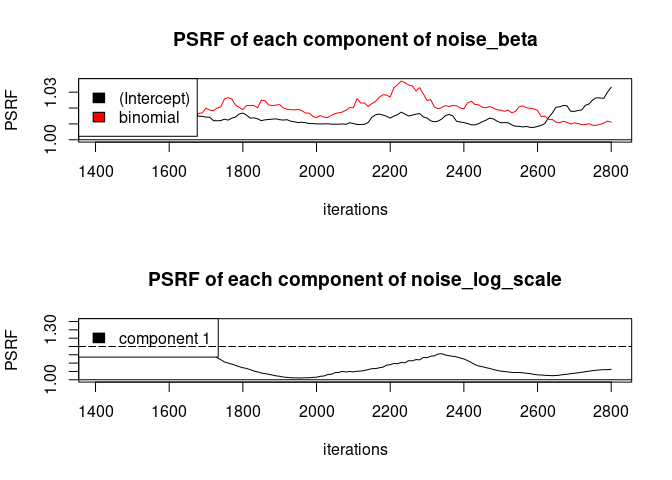 PSRF of each component of noise_beta
PSRF
1.03
1.00
(Intercept)
binomial
1400 1600 1800 2000 2200 2400 2600 2800
iterations
PSRF of each component of noise_log_scale
PSRF
1.30
1.00
component 1
1400 1600 1800 2000 2200 2400 2600 2800
iterations